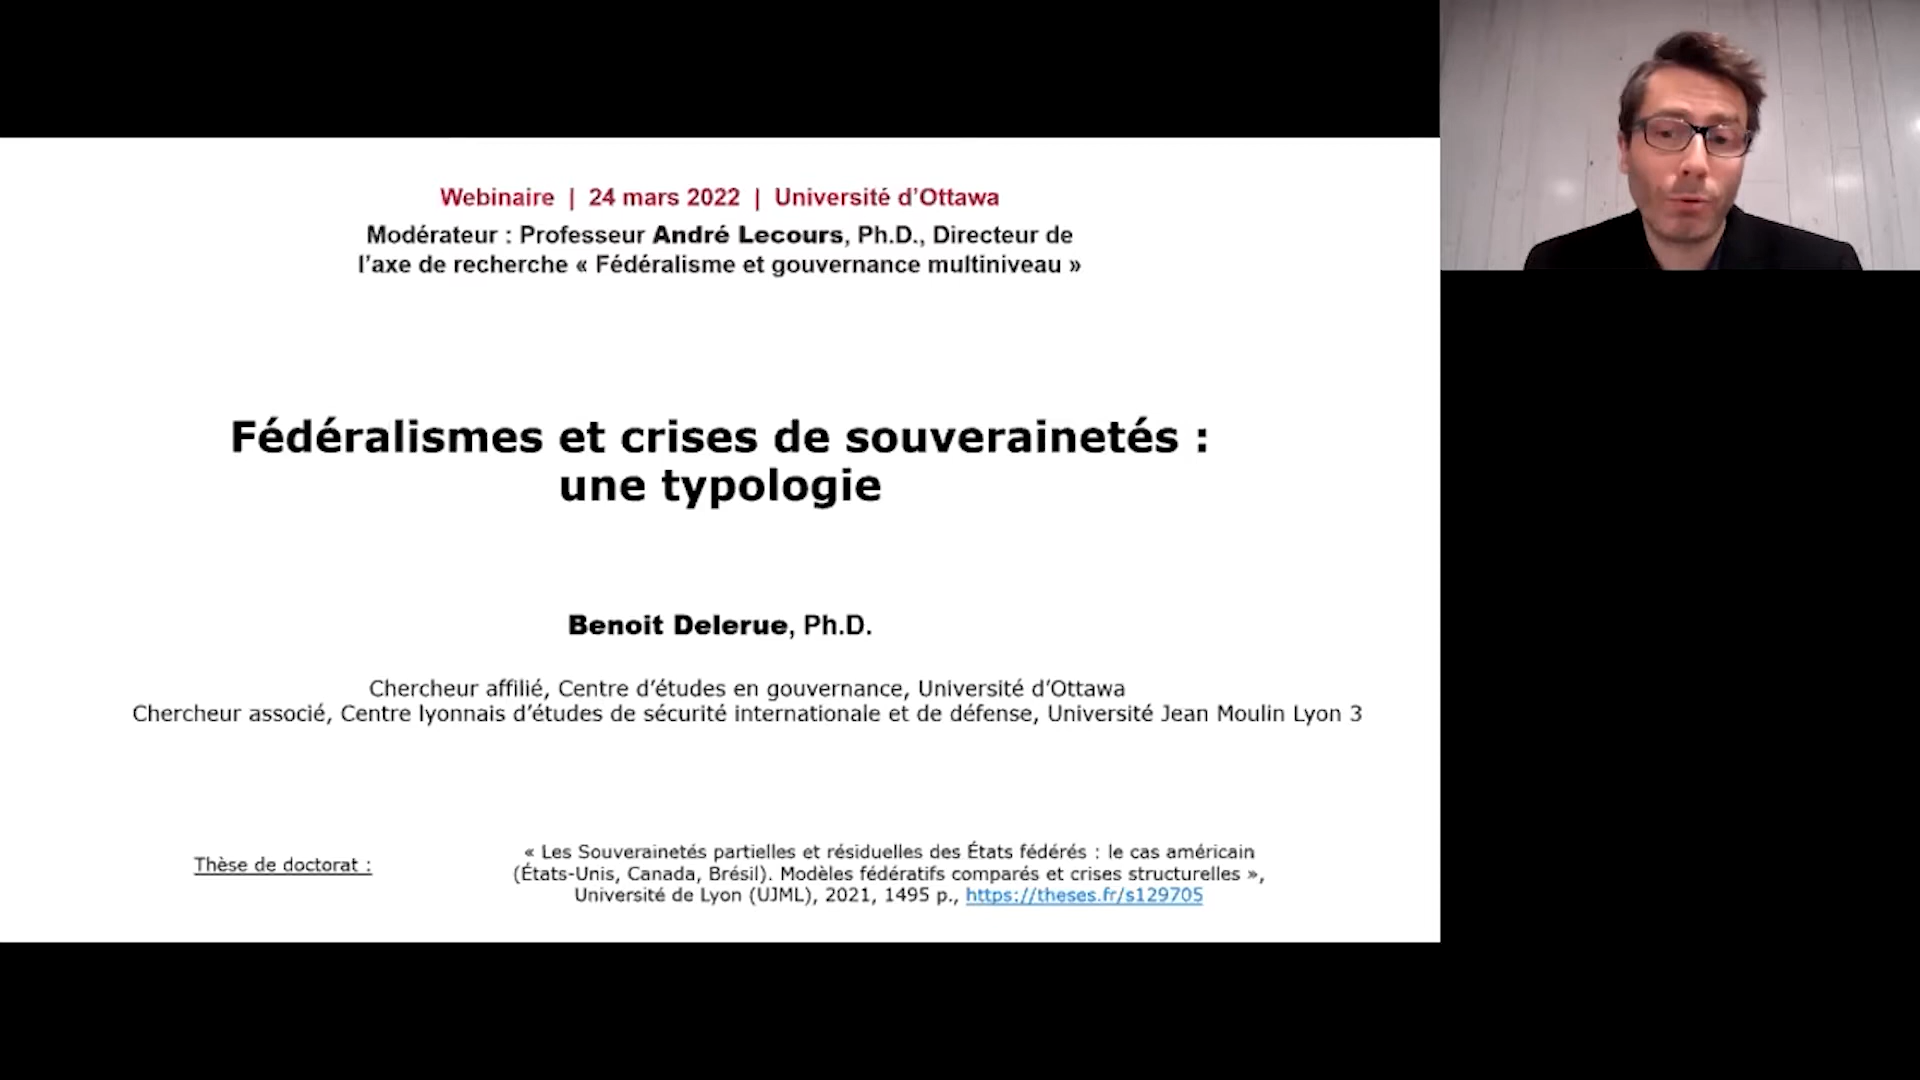 Webinaire | 24 mars 2022 | Université d’Ottawa
Modérateur : Professeur André Lecours, Ph.D., Directeur de
l’axe de recherche « Fédéralisme et gouvernance multiniveau »
Fédéralismes et crises de souverainetés :
une typologie
Benoit Delerue, Ph.D.
Chercheur affilié, Centre d’études en gouvernance, Université d’Ottawa
Chercheur associé, Centre lyonnais d’études de sécurité internationale et de défense, Université Jean Moulin Lyon 3
Thèse de doctorat :
« Les Souverainetés partielles et résiduelles des États fédérés : le cas américain
(États-Unis, Canada, Brésil). Modèles fédératifs comparés et crises structurelles »,
Université de Lyon (UJML), 2021, 1495 p., https://theses.fr/s129705